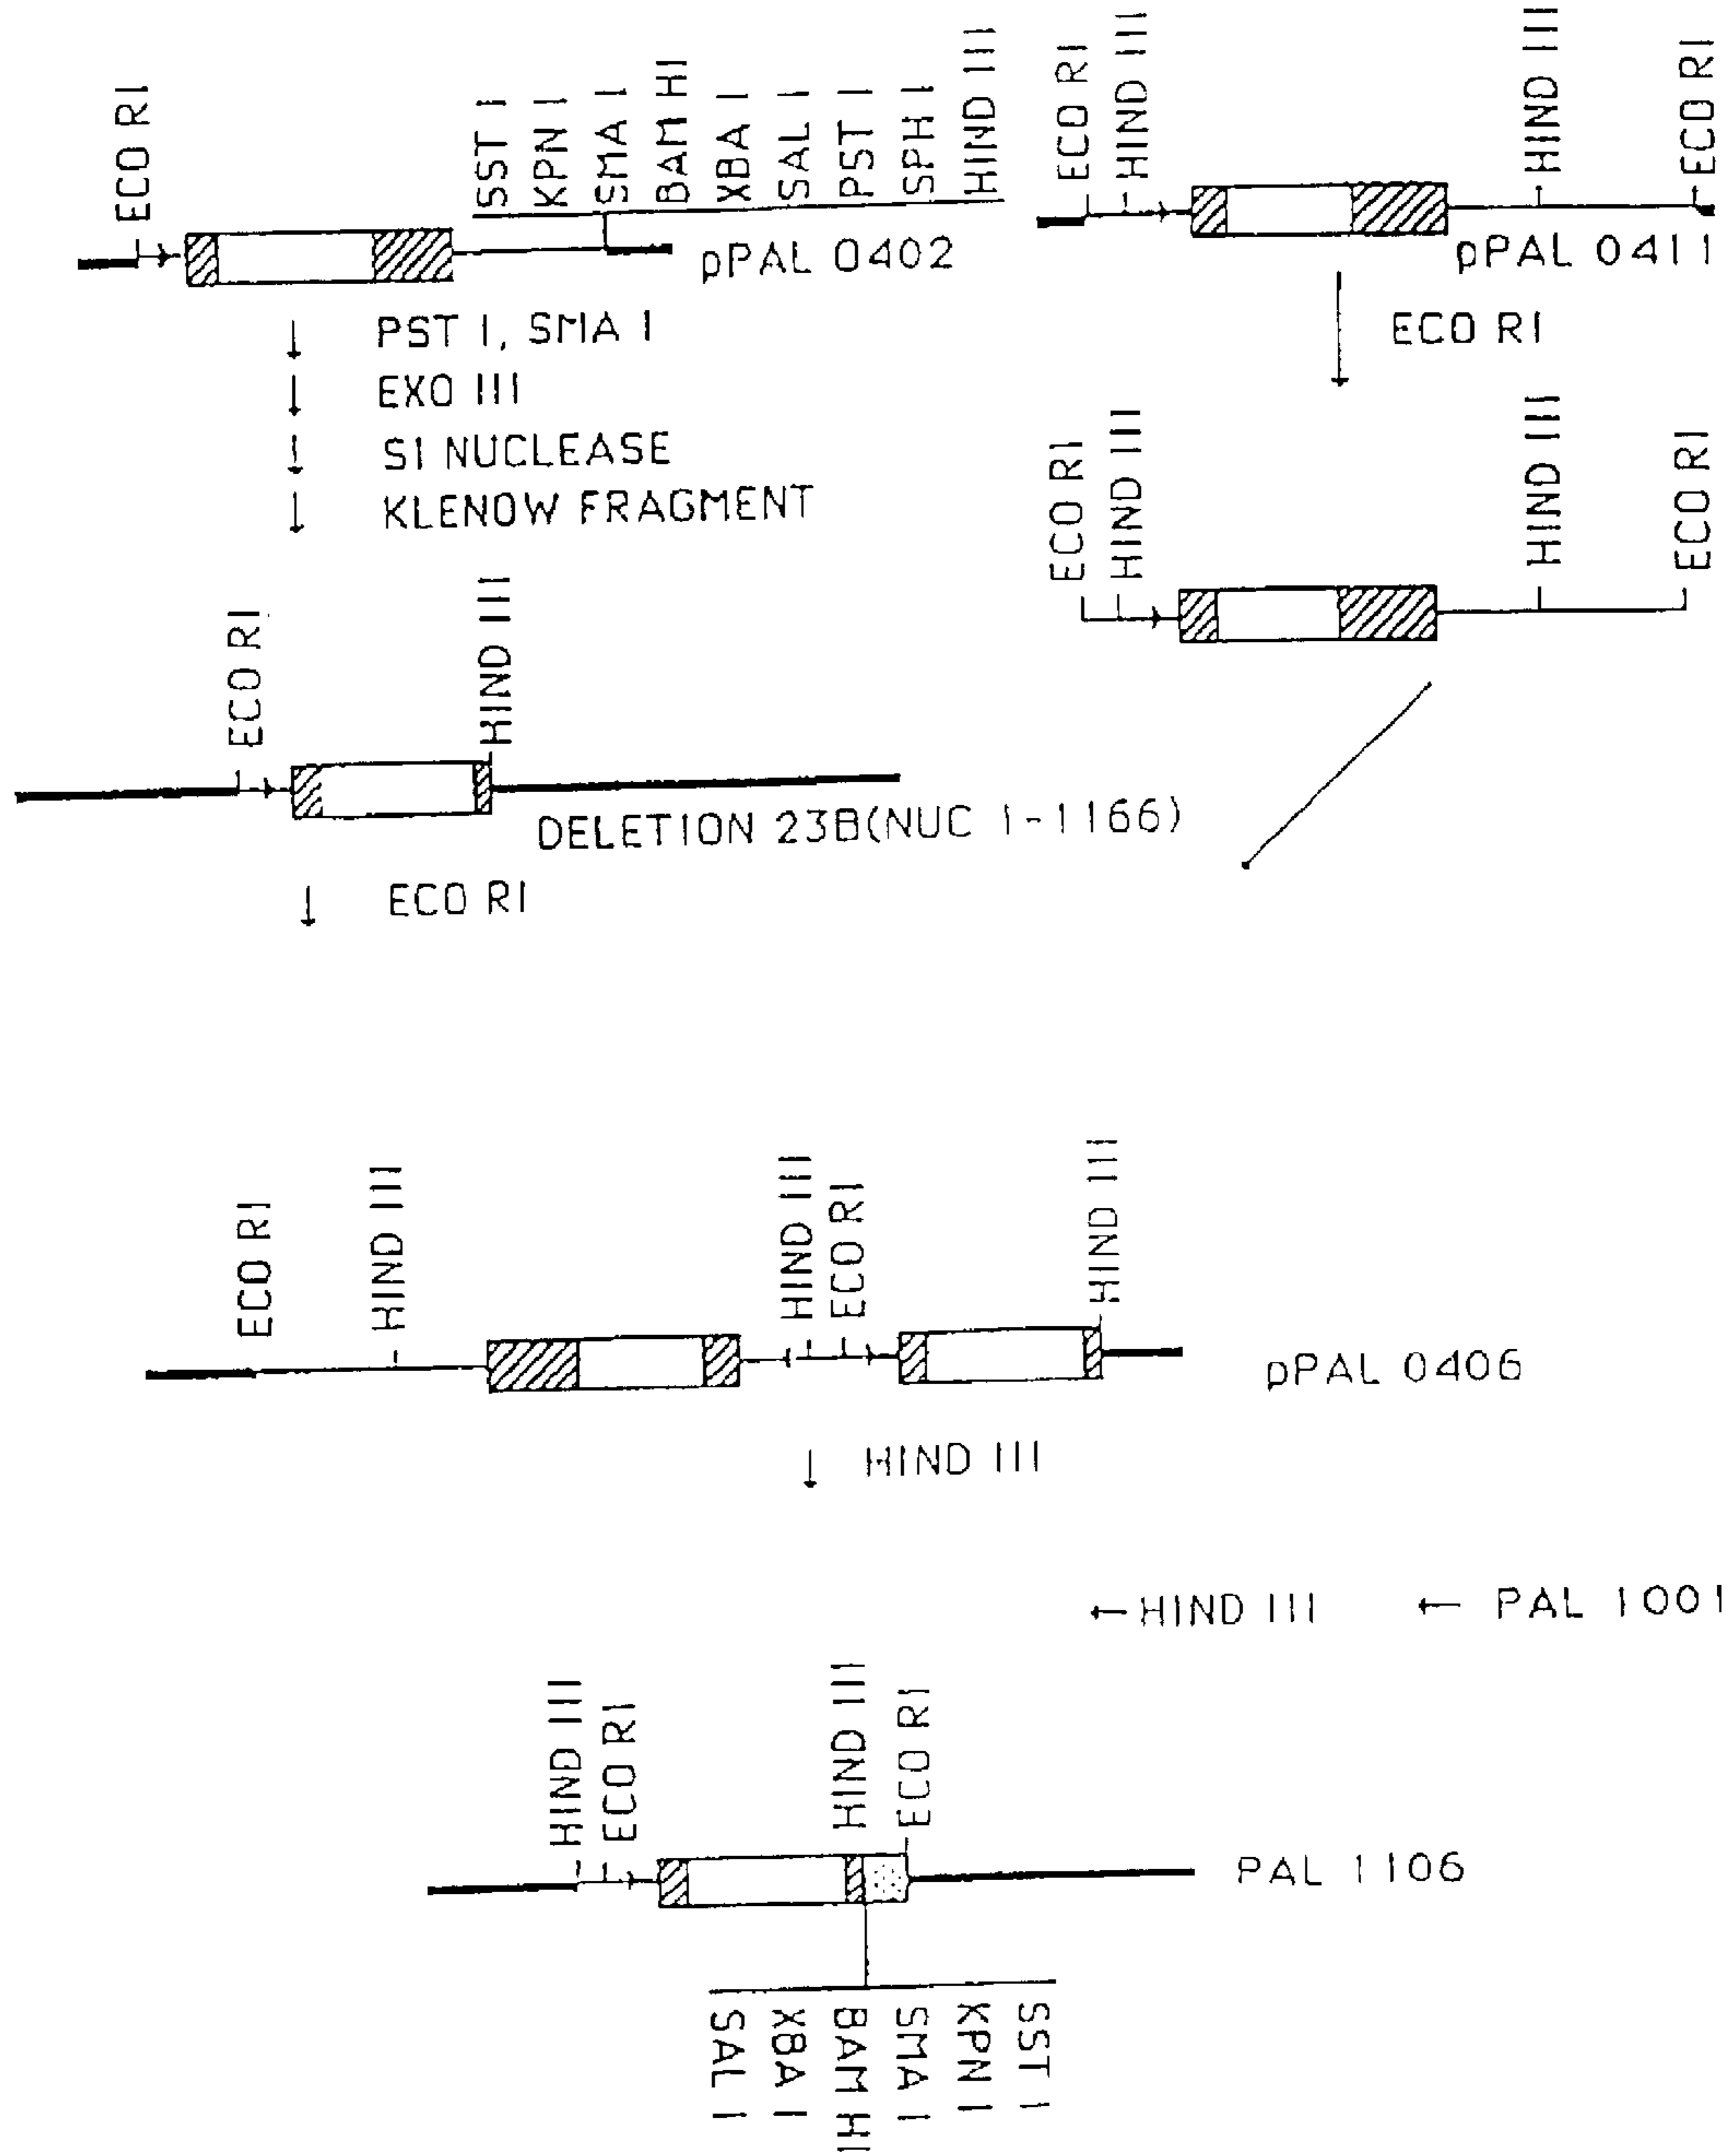 ECO RI
SST I
KPN I
SMA I
BAM HI
XBA I
SAL I
PST I
SPH I
HIND III
pPAL 0402
ECO RI
HIND III
HIND III
ECO RI
pPAL 0411
PST I, SMA I
EXO III
S1 NUCLEASE
KLENOW FRAGMENT
ECO RI
ECO RI
HIND III
HIND III
ECO RI
ECO RI
HIND III
DELETION 23B(NUC 1-1166)
ECO RI
ECO RI
HIND III
HIND III
ECO RI
HIND III
pPAL 0406
HIND III
HIND III
PAL 1001
HIND III
ECO RI
HIND III
ECO RI
PAL 1106
SAL I
XBA I
BAM HI
SMA I
KPN I
SST I